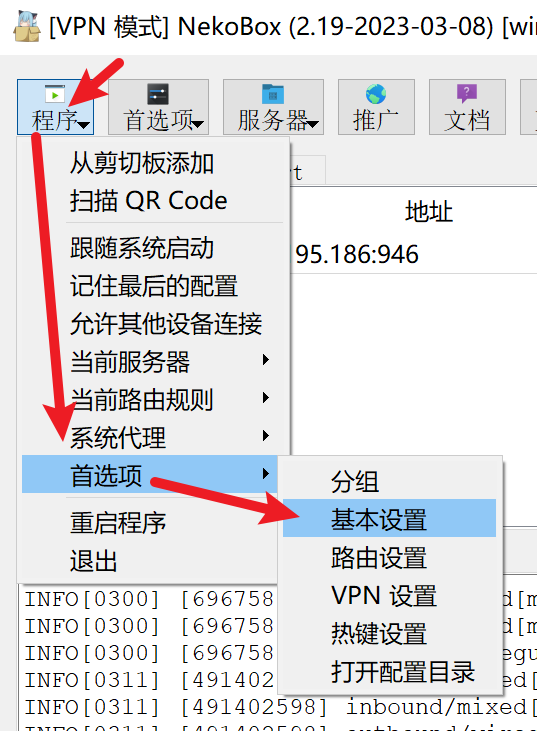 [VPN 模式] NekoBox (2.19-2023-03-08) [wi
程序
首选项
服务器
推广
文档
从剪切板添加
扫描 QR Code
跟随系统启动
记住最后的配置
允许其他设备连接
当前服务器
当前路由规则
系统代理
首选项
重启程序
退出
地址
95.186:946
分组
基本设置
路由设置
VPN 设置
热键设置
打开配置目录
INFO[0300] [696758
INFO[0300] [696758
INFO[0300] [696758
INFO[0311] [491402
INFO[0311] [491402598] inbound/mixed[
INFO[0311] [491402598]